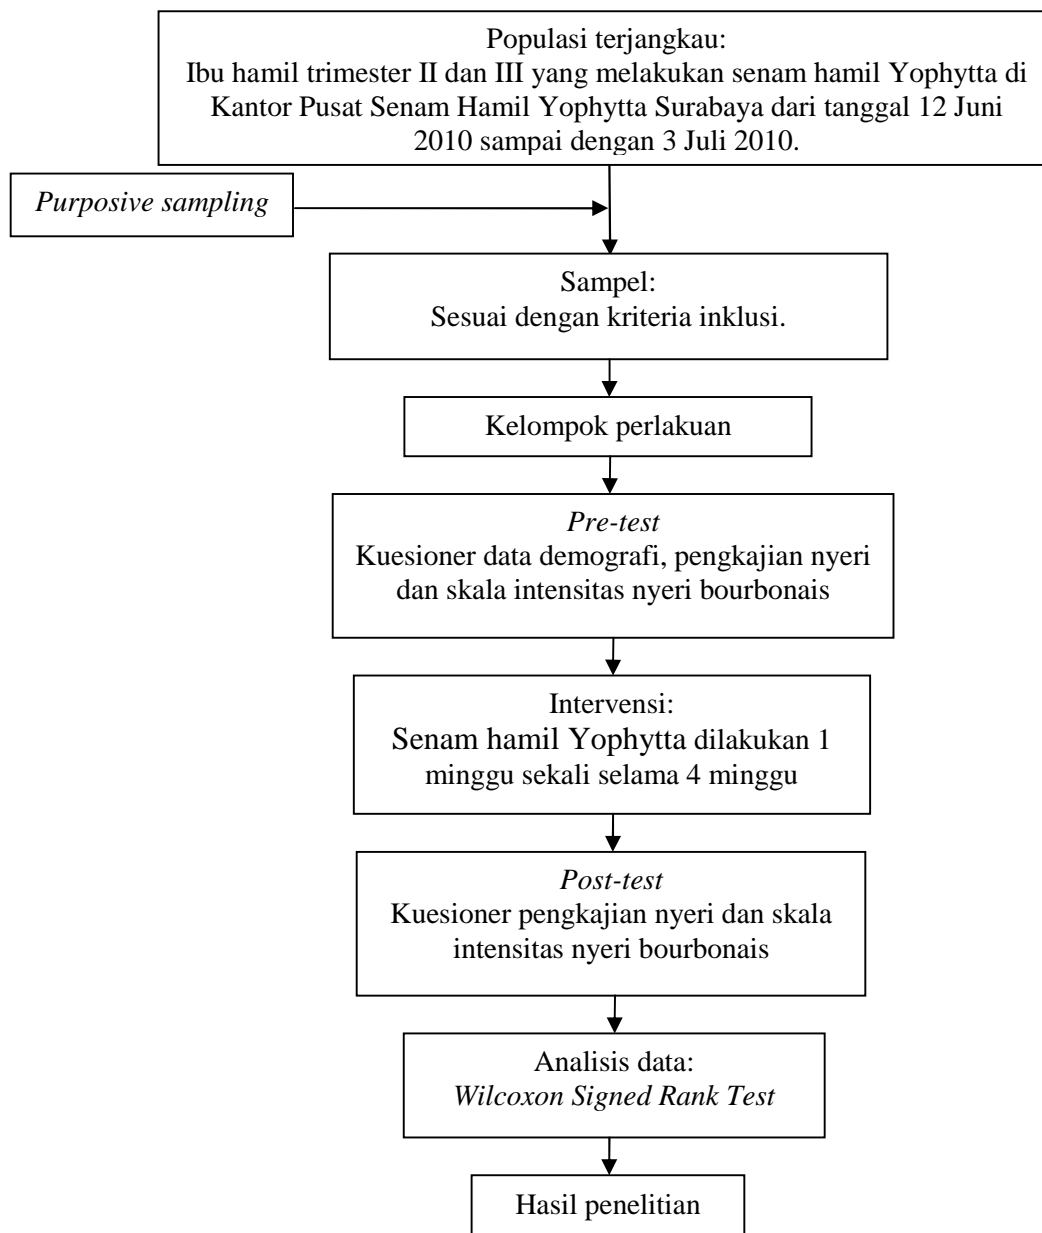 Populasi terjangkau:
Ibu hamil trimester II dan III yang melakukan senam hamil Yophytta di
Kantor Pusat Senam Hamil Yophytta Surabaya dari tanggal 12 Juni
2010 sampai dengan 3 Juli 2010.
Purposive sampling
Sampel:
Sesuai dengan kriteria inklusi.
Kelompok perlakuan
Pre-test
Kuesioner data demografi, pengkajian nyeri
dan skala intensitas nyeri bourbonais
Intervensi:
Senam hamil Yophytta dilakukan 1
minggu sekali selama 4 minggu
Post-test
Kuesioner pengkajian nyeri dan skala
intensitas nyeri bourbonais
Analisis data:
Wilcoxon Signed Rank Test
Hasil penelitian